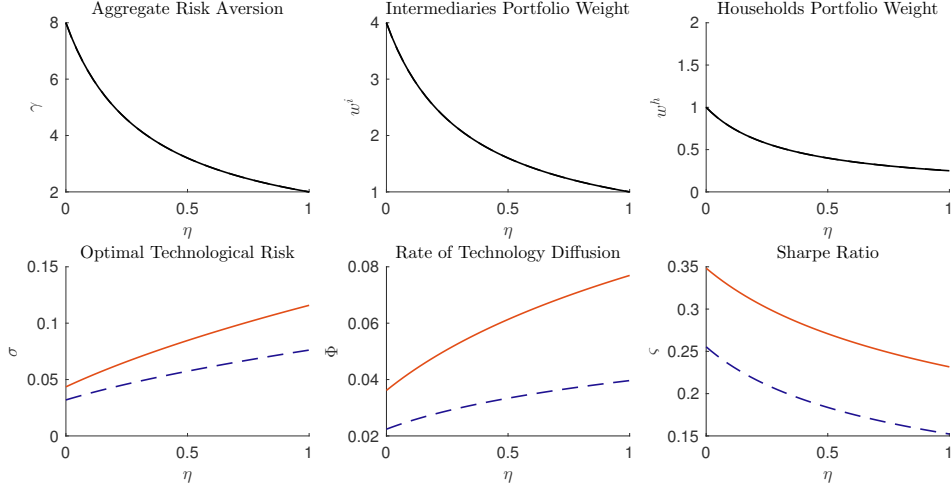 Aggregate Risk Aversion
8
6
4
2
γ
0 0.5 1
η
Intermediaries Portfolio Weight
4
3
2
1
w^i
0 0.5 1
η
Households Portfolio Weight
2
1.5
1
0.5
0
w^h
0 0.5 1
η
Optimal Technological Risk
0.15
0.1
0.05
0
σ
0 0.5 1
η
Rate of Technology Diffusion
0.08
0.06
0.04
0.02
Φ
0 0.5 1
η
Sharpe Ratio
0.35
0.3
0.25
0.2
0.15
ς
0 0.5 1
η